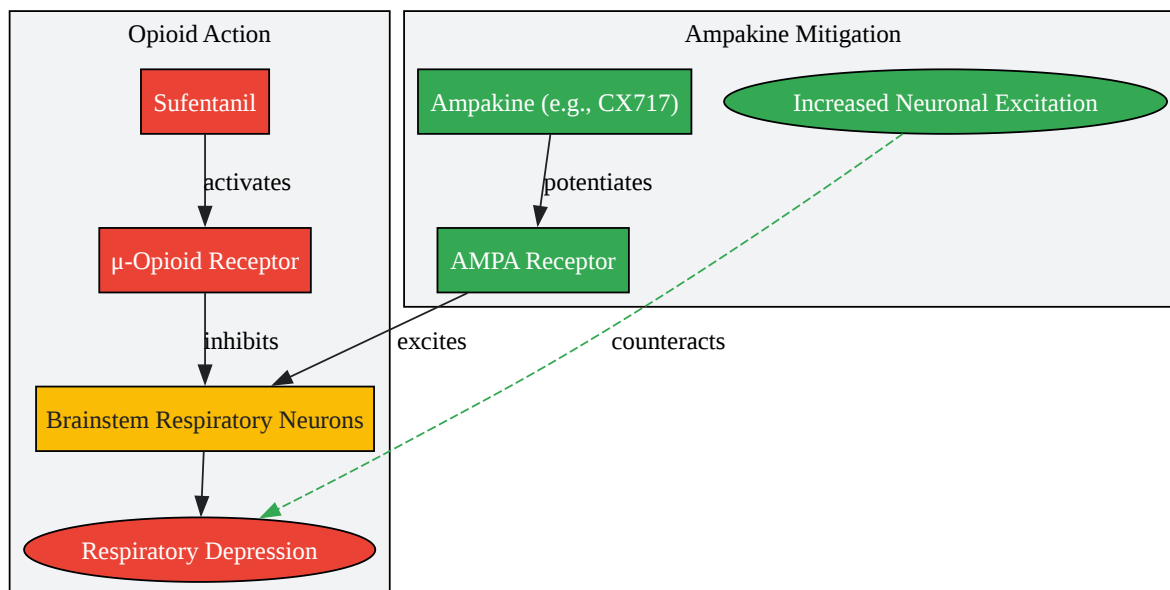 Opioid Action
Ampakine Mitigation
Sufentanil
Ampakine (e.g., CX717)
Increased Neuronal Excitation
activates
potentiates
μ-Opioid Receptor
AMPA Receptor
inhibits
excites
counteracts
Brainstem Respiratory Neurons
Respiratory Depression